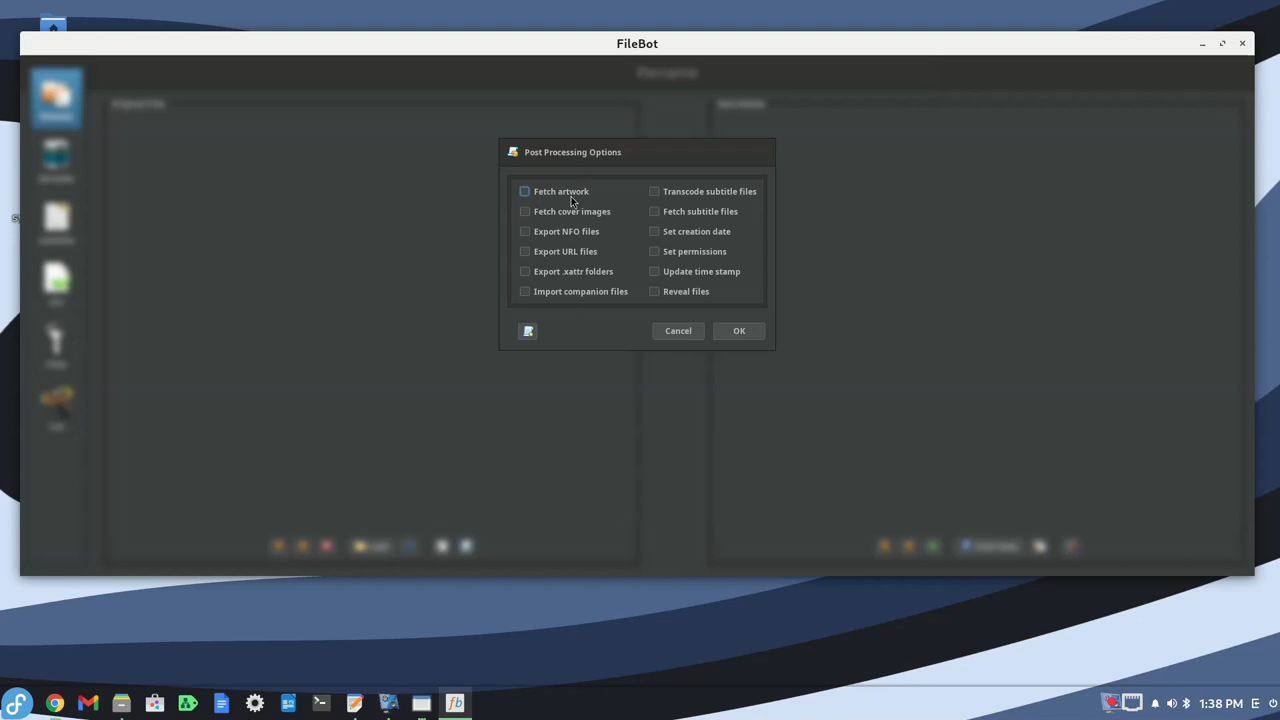 FileBot
Rename
Post Processing Options
Fetch artwork
Transcode subtitle files
Fetch cover images
Fetch subtitle files
Export NFO files
Set creation date
Export URL files
Set permissions
Export .xattr folders
Update time stamp
Import companion files
Reveal files
Cancel
OK
fb
1:38 PM